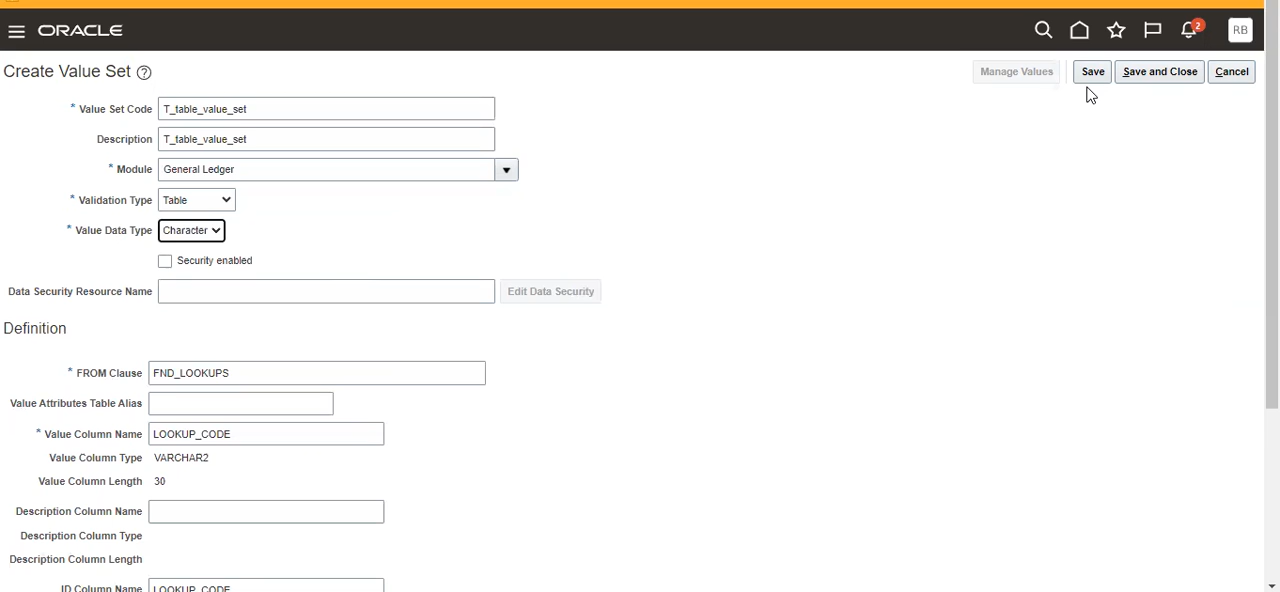 ORACLE 2 RB
Create Value Set ? Manage Values Save Save and Close Cancel
* Value Set Code T_table_value_set
Description T_table_value_set
* Module General Ledger
* Validation Type Table
* Value Data Type Character
Security enabled
Data Security Resource Name Edit Data Security
Definition
* FROM Clause FND_LOOKUPS
Value Attributes Table Alias
* Value Column Name LOOKUP_CODE
Value Column Type VARCHAR2
Value Column Length 30
Description Column Name
Description Column Type
Description Column Length
ID Column Name LOOKUP_CODE